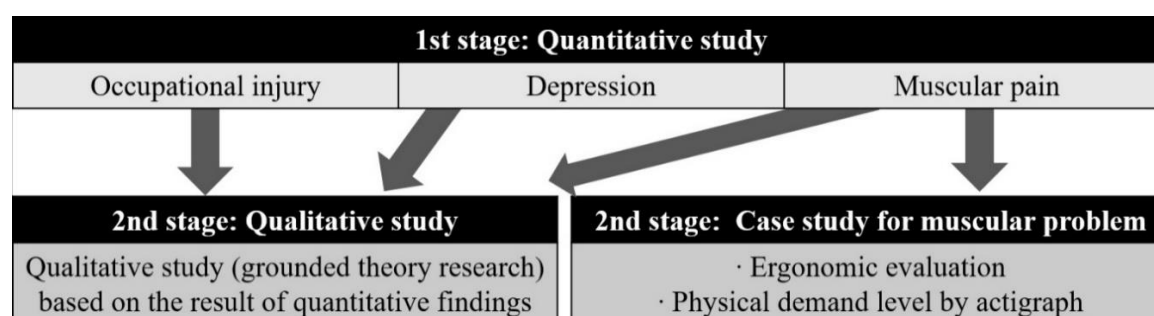 1st stage: Quantitative study
Occupational injury
Depression
Muscular pain
2nd stage: Qualitative study
Qualitative study (grounded theory research)
based on the result of quantitative findings
2nd stage: Case study for muscular problem
· Ergonomic evaluation
· Physical demand level by actigraph